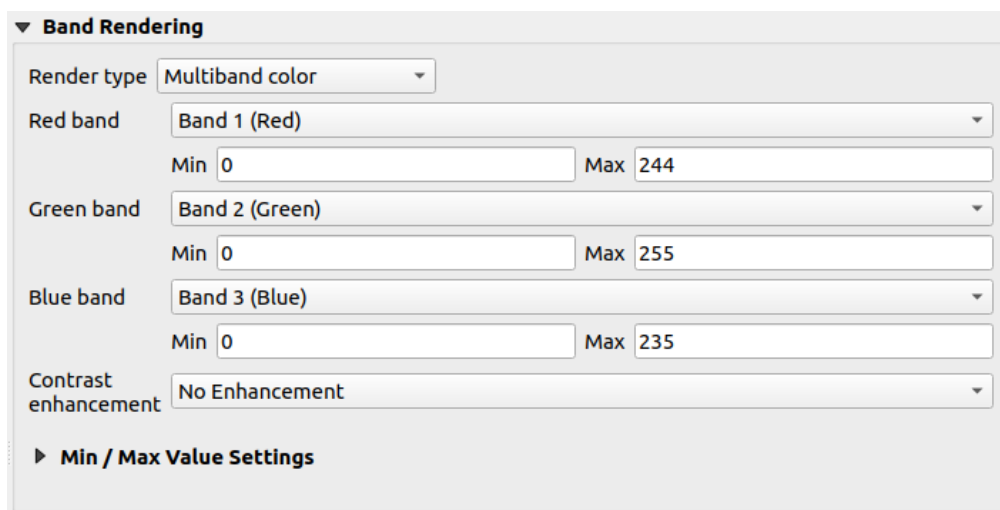 Band Rendering
Render type Multiband color
Red band Band 1 (Red)
Min 0 Max 244
Green band Band 2 (Green)
Min 0 Max 255
Blue band Band 3 (Blue)
Min 0 Max 235
Contrast
enhancement No Enhancement
Min / Max Value Settings